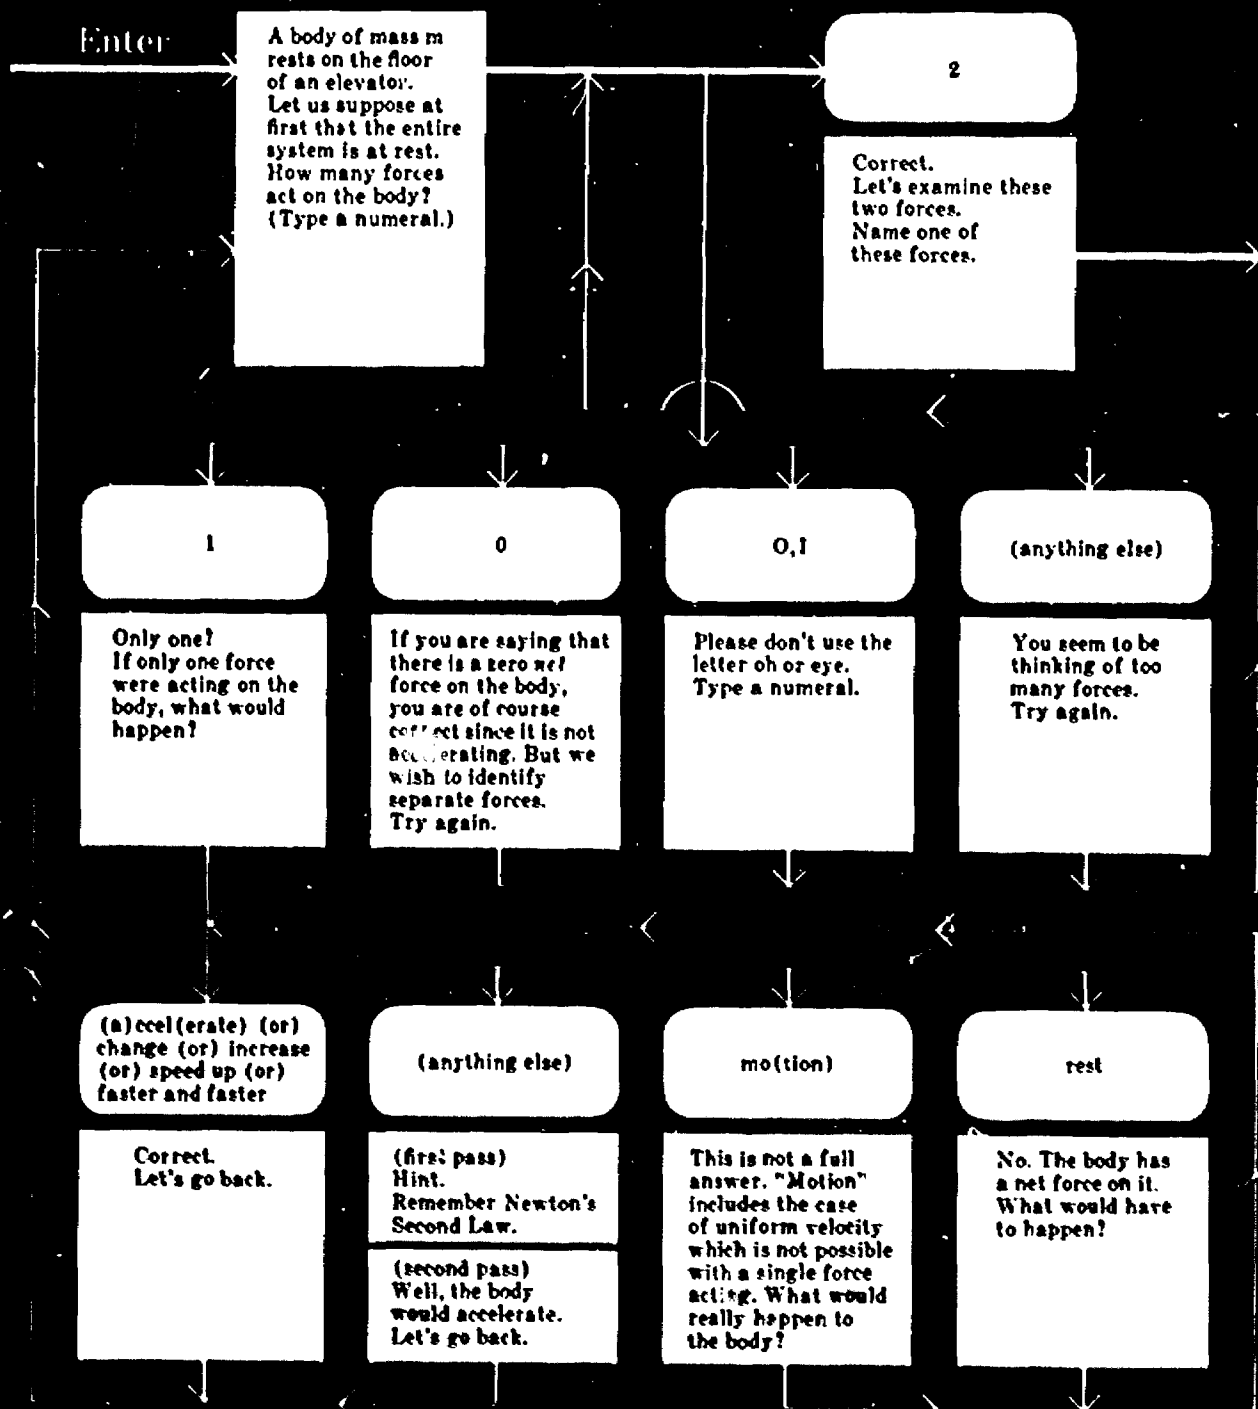 Enter
A body of mass m
rests on the floor
of an elevator.
Let us suppose at
first that the entire
system is at rest.
How many forces
act on the body?
(Type a numeral.)
2
Correct.
Let's examine these
two forces.
Name one of
these forces.
1
Only one?
If only one force
were acting on the
body, what would
happen?
0
If you are saying that
there is a zero net
force on the body,
you are of course
correct since it is not
accelerating. But we
wish to identify
separate forces.
Try again.
O,I
Please don't use the
letter oh or eye.
Type a numeral.
(anything else)
You seem to be
thinking of too
many forces.
Try again.
(a)ccel(erate) (or)
change (or) increase
(or) speed up (or)
faster and faster
Correct.
Let's go back.
(anything else)
(first pass)
Hint.
Remember Newton's
Second Law.
(second pass)
Well, the body
would accelerate.
Let's go back.
mo(tion)
This is not a full
answer. "Motion"
includes the case
of uniform velocity
which is not possible
with a single force
acting. What would
really happen to
the body?
rest
No. The body has
a net force on it.
What would have
to happen?